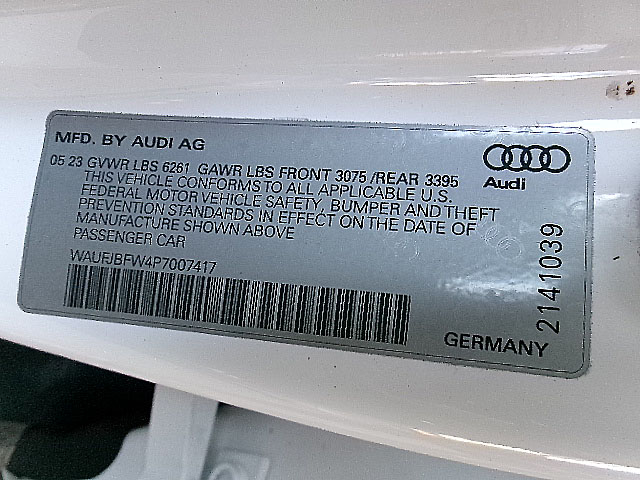 MFD. BY AUDI AG
05 23 GVWR LBS 6261 GAWR LBS FRONT 3075 /REAR 3395
THIS VEHICLE CONFORMS TO ALL APPLICABLE U.S.
FEDERAL MOTOR VEHICLE SAFETY, BUMPER AND THEFT
PREVENTION STANDARDS IN EFFECT ON THE DATE OF
MANUFACTURE SHOWN ABOVE
PASSENGER CAR
WAUFJBFW4P7007417
Audi
2141039
GERMANY